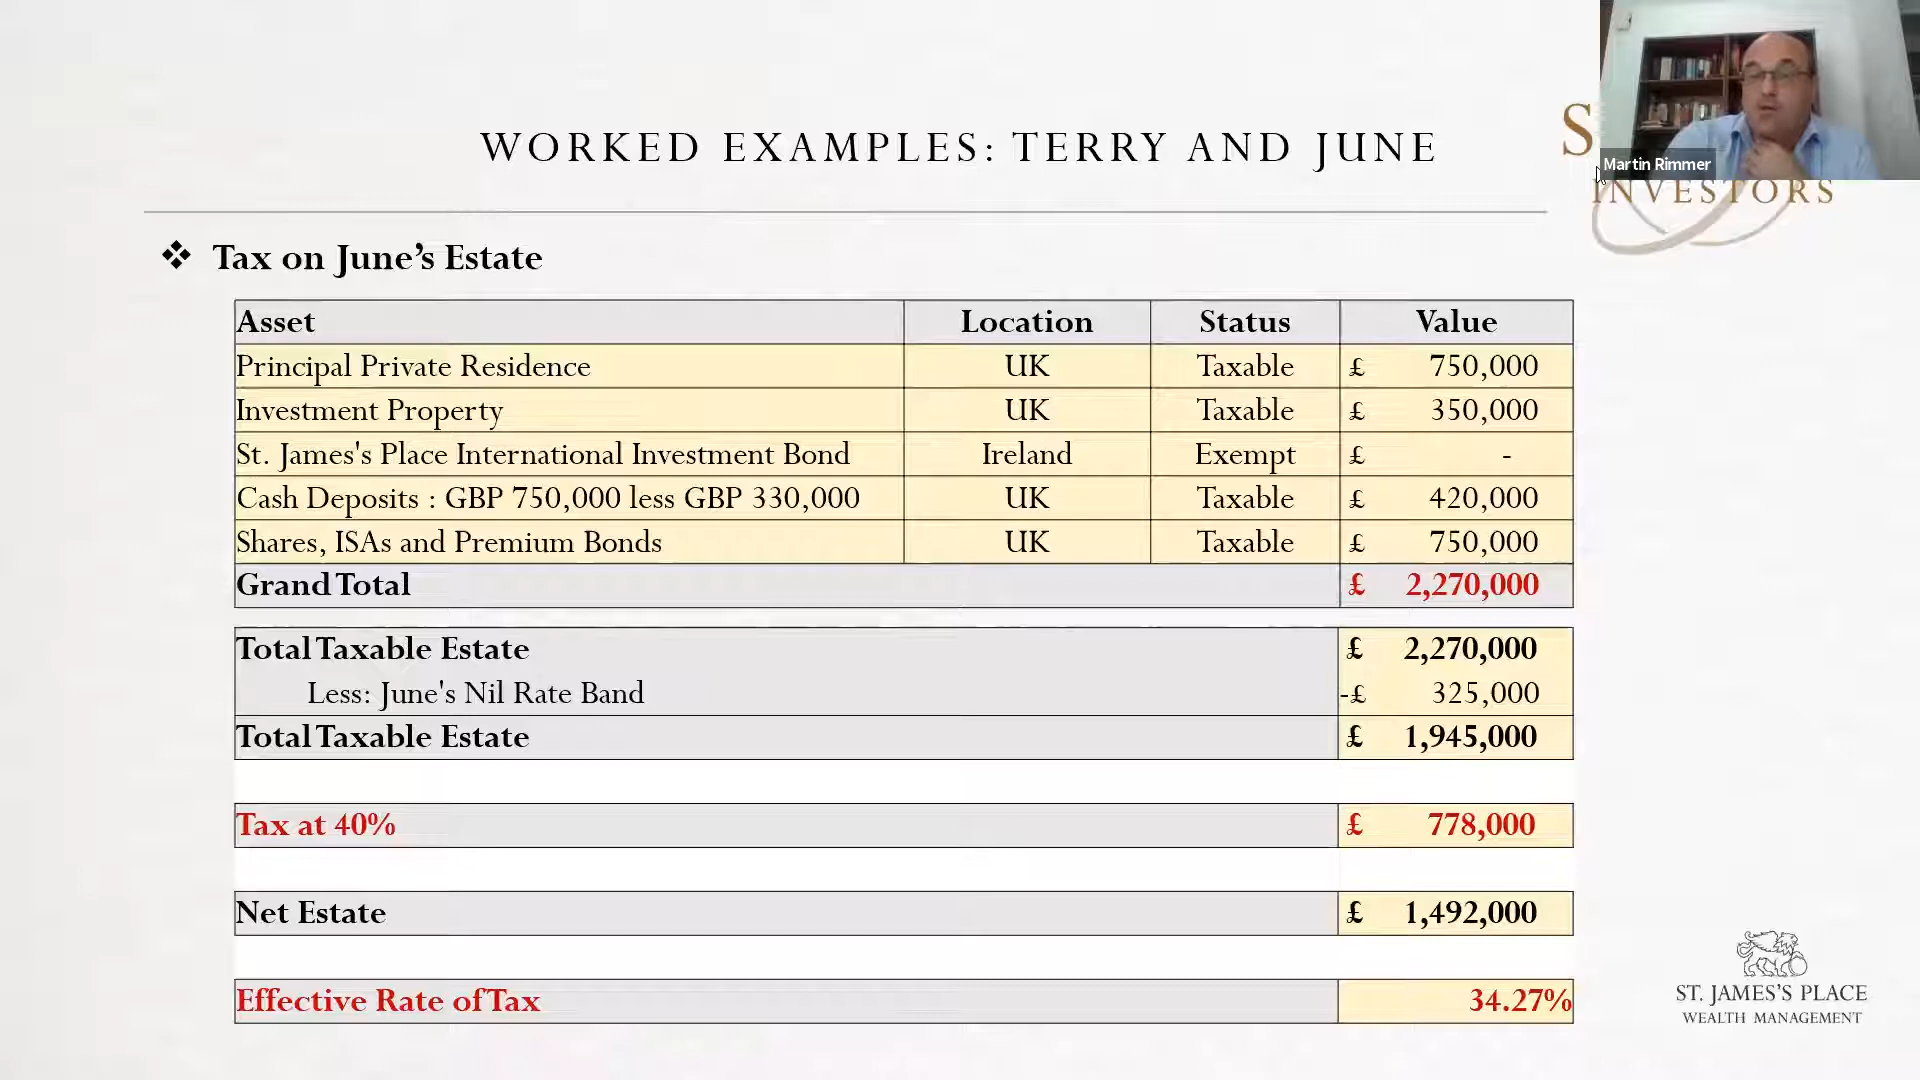 WORKED EXAMPLES: TERRY AND JUNE
S
Martin Rimmer
INVESTORS
❖ Tax on June’s Estate
Asset Location Status Value
Principal Private Residence UK Taxable £ 750,000
Investment Property UK Taxable £ 350,000
St. James's Place International Investment Bond Ireland Exempt £ -
Cash Deposits : GBP 750,000 less GBP 330,000 UK Taxable £ 420,000
Shares, ISAs and Premium Bonds UK Taxable £ 750,000
Grand Total £ 2,270,000
Total Taxable Estate £ 2,270,000
Less: June's Nil Rate Band -£ 325,000
Total Taxable Estate £ 1,945,000
Tax at 40% £ 778,000
Net Estate £ 1,492,000
Effective Rate of Tax 34.27%
ST. JAMES’S PLACE
WEALTH MANAGEMENT